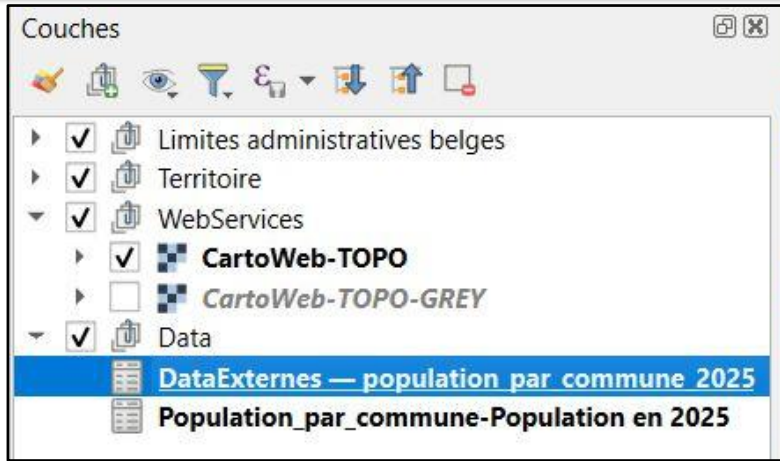 Couches
Limites administratives belges
Territoire
WebServices
CartoWeb-TOPO
CartoWeb-TOPO-GREY
Data
DataExternes — population_par_commune_2025
Population_par_commune-Population en 2025